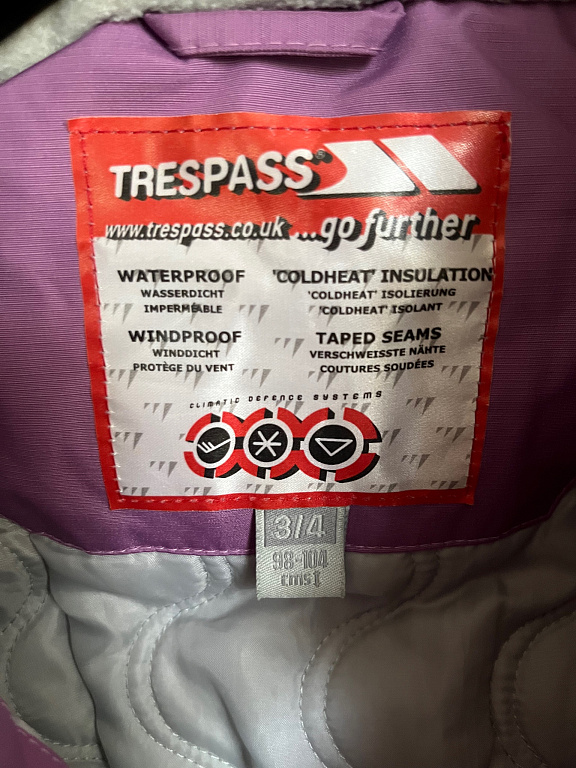 TRESPASS®
www.trespass.co.uk ...go further
WATERPROOF
WASSERDICHT
IMPERMÉABLE
'COLDHEAT' INSULATION
'COLDHEAT' ISOLIERUNG
'COLDHEAT' ISOLANT
WINDPROOF
WINDDICHT
PROTÈGE DU VENT
TAPED SEAMS
VERSCHWEISSTE NÄHTE
COUTURES SOUDÉES
CLIMATIC DEFENCE SYSTEMS
3/4
98-104
cms